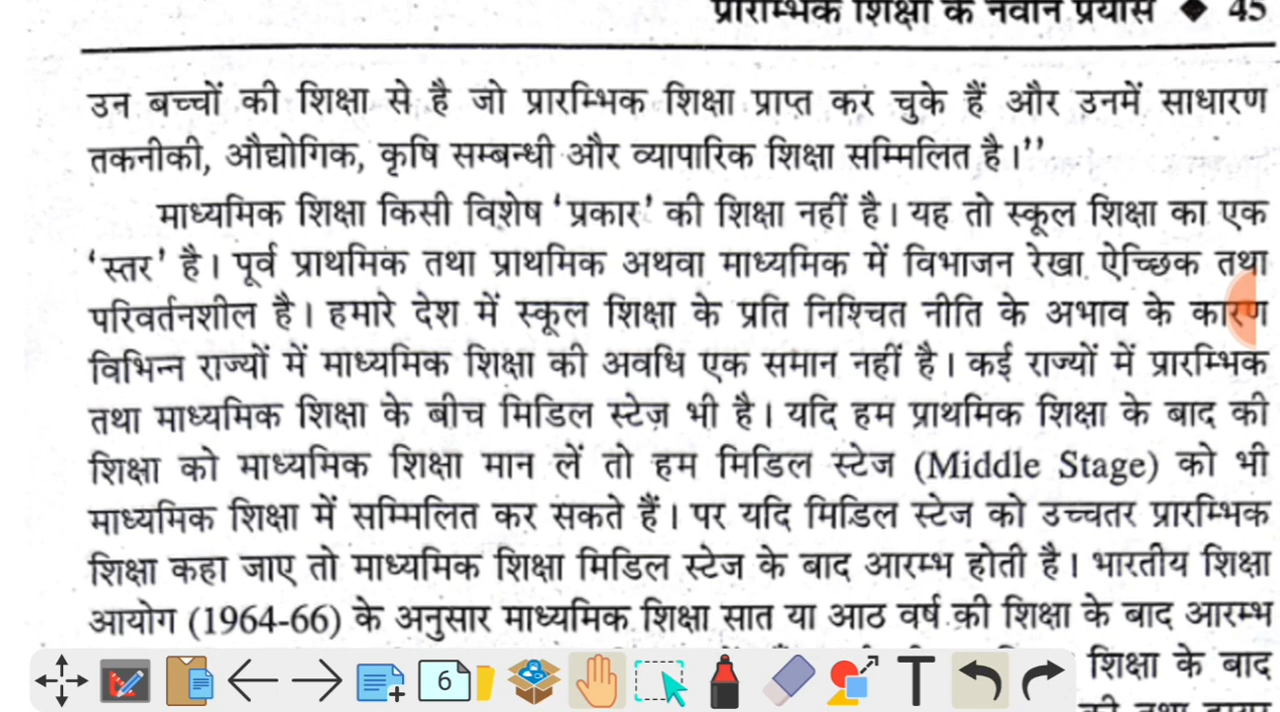 प्रारम्भिक शिक्षा के नवीन प्रयास ◆ 45
उन बच्चों की शिक्षा से है जो प्रारम्भिक शिक्षा प्राप्त कर चुके हैं और उनमें साधारण
तकनीकी, औद्योगिक, कृषि सम्बन्धी और व्यापारिक शिक्षा सम्मिलित है।’’
माध्यमिक शिक्षा किसी विशेष ‘प्रकार’ की शिक्षा नहीं है। यह तो स्कूल शिक्षा का एक
‘स्तर’ है। पूर्व प्राथमिक तथा प्राथमिक अथवा माध्यमिक में विभाजन रेखा ऐच्छिक तथा
परिवर्तनशील है। हमारे देश में स्कूल शिक्षा के प्रति निश्चित नीति के अभाव के कारण
विभिन्न राज्यों में माध्यमिक शिक्षा की अवधि एक समान नहीं है। कई राज्यों में प्रारम्भिक
तथा माध्यमिक शिक्षा के बीच मिडिल स्टेज़ भी है। यदि हम प्राथमिक शिक्षा के बाद की
शिक्षा को माध्यमिक शिक्षा मान लें तो हम मिडिल स्टेज (Middle Stage) को भी
माध्यमिक शिक्षा में सम्मिलित कर सकते हैं। पर यदि मिडिल स्टेज को उच्चतर प्रारम्भिक
शिक्षा कहा जाए तो माध्यमिक शिक्षा मिडिल स्टेज के बाद आरम्भ होती है। भारतीय शिक्षा
आयोग (1964-66) के अनुसार माध्यमिक शिक्षा सात या आठ वर्ष की शिक्षा के बाद आरम्भ
शिक्षा के बाद
6 T